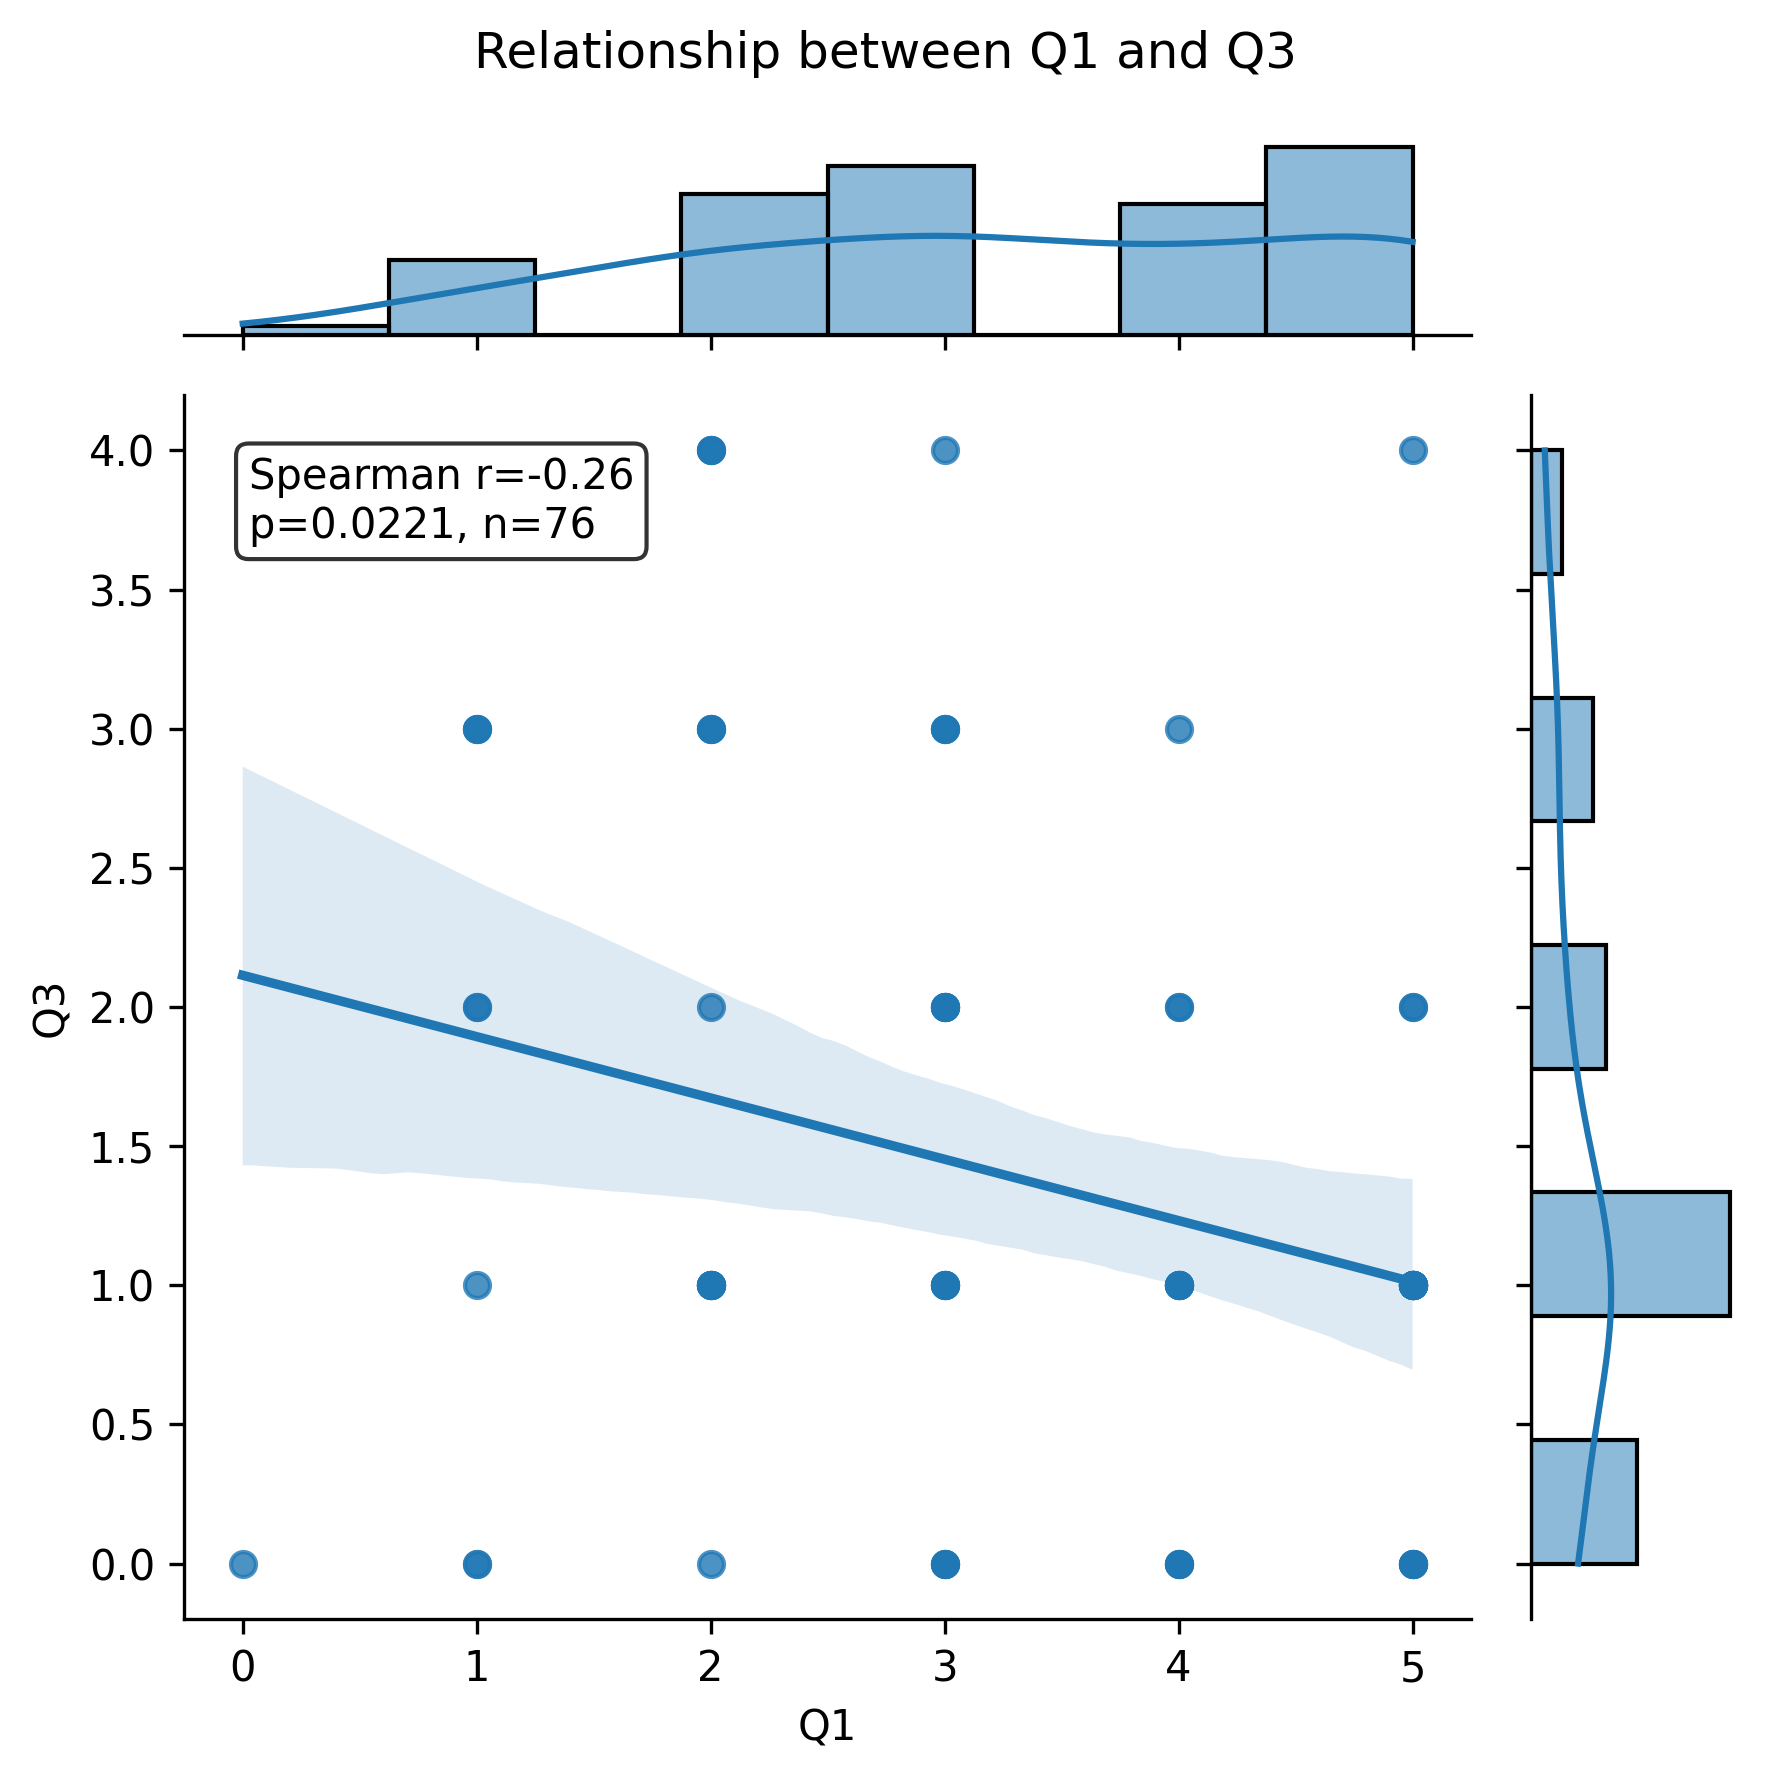 Relationship between Q1 and Q3
Spearman r=-0.26
p=0.0221, n=76
4.0
3.5
3.0
2.5
2.0
1.5
1.0
0.5
0.0
Q3
0 1 2 3 4 5
Q1